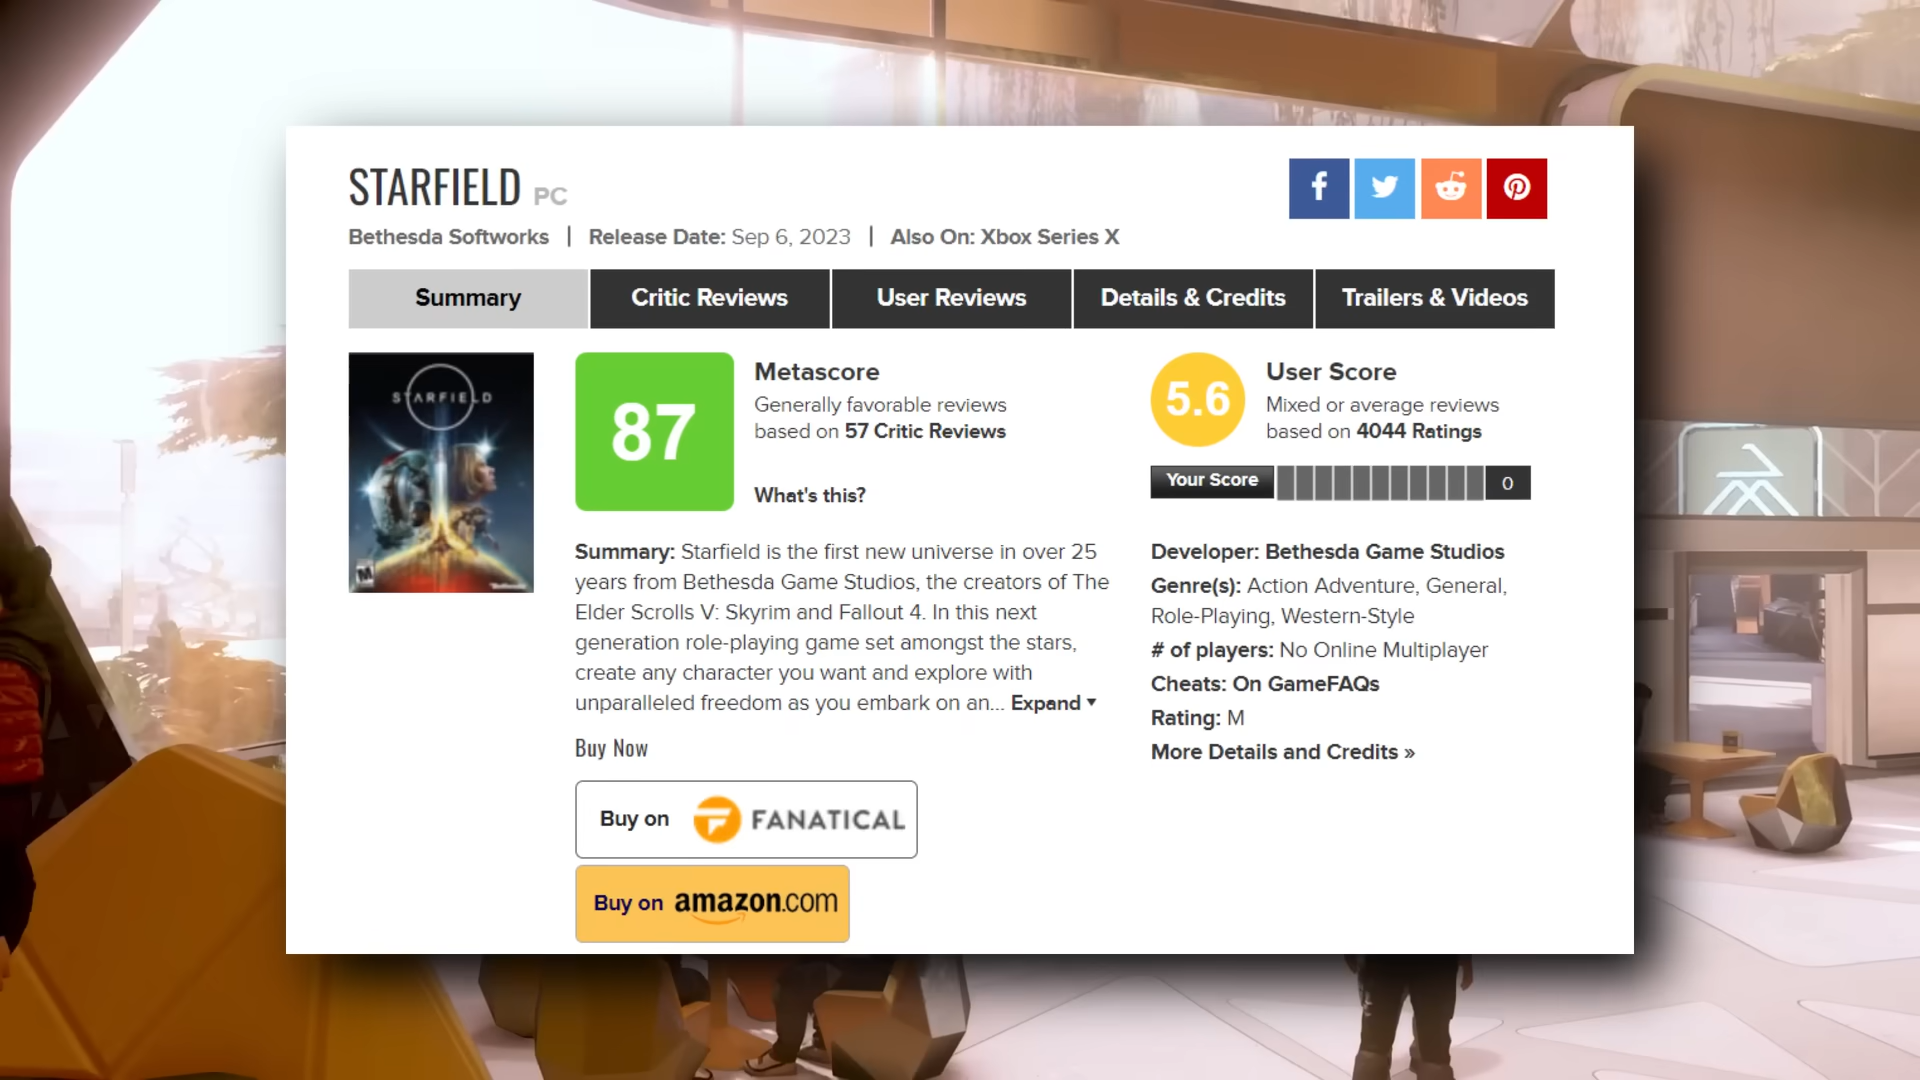 STARFIELD PC
Bethesda Softworks | Release Date: Sep 6, 2023 | Also On: Xbox Series X
Summary
Critic Reviews
User Reviews
Details & Credits
Trailers & Videos
STARFIELD
M
87
Metascore
Generally favorable reviews
based on 57 Critic Reviews
What's this?
5.6
User Score
Mixed or average reviews
based on 4044 Ratings
Your Score
0
Summary: Starfield is the first new universe in over 25
years from Bethesda Game Studios, the creators of The
Elder Scrolls V: Skyrim and Fallout 4. In this next
generation role-playing game set amongst the stars,
create any character you want and explore with
unparalleled freedom as you embark on an... Expand ▼
Buy Now
Buy on FANATICAL
Buy on amazon.com
Developer: Bethesda Game Studios
Genre(s): Action Adventure, General,
Role-Playing, Western-Style
# of players: No Online Multiplayer
Cheats: On GameFAQs
Rating: M
More Details and Credits »